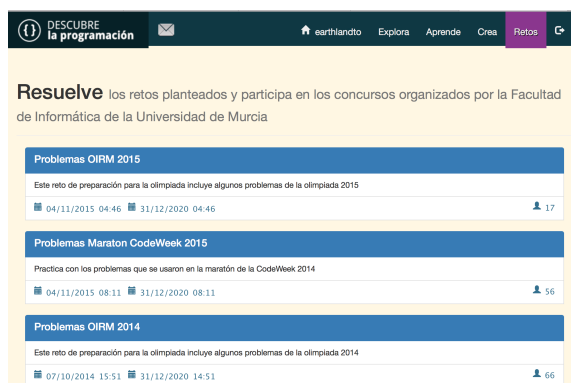 DESCUBRE
la programación
earthlandto Explora Aprende Crea Retos
Resuelve los retos planteados y participa en los concursos organizados por la Facultad
de Informática de la Universidad de Murcia
Problemas OIRM 2015
Este reto de preparación para la olimpiada incluye algunos problemas de la olimpiada 2015
04/11/2015 04:46 31/12/2020 04:46 17
Problemas Maraton CodeWeek 2015
Practica con los problemas que se usaron en la maratón de la CodeWeek 2014
04/11/2015 08:11 31/12/2020 08:11 56
Problemas OIRM 2014
Este reto de preparación para la olimpiada incluye algunos problemas de la olimpiada 2014
07/10/2014 15:51 31/12/2020 14:51 66